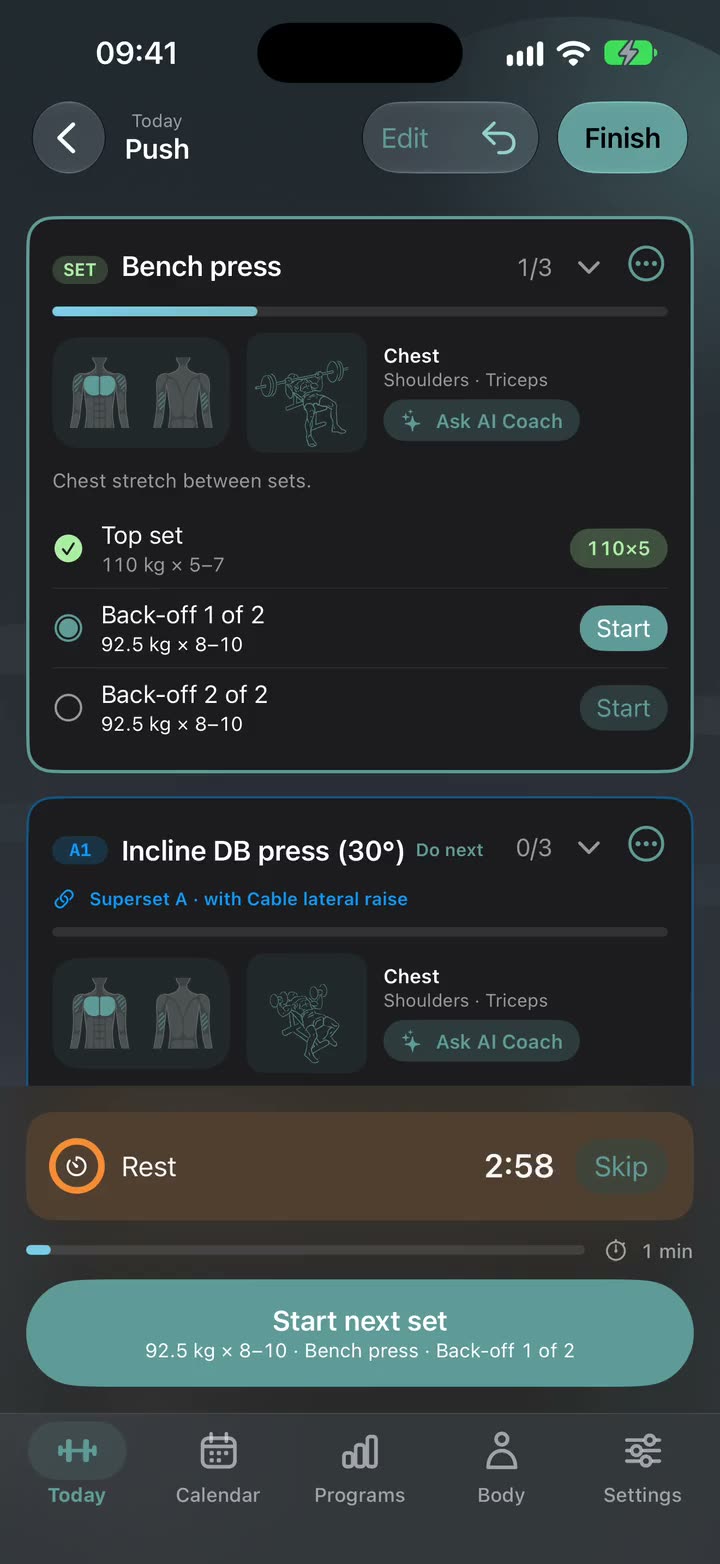 09:41
Today
Push
Edit
Finish
SET Bench press 1/3
Chest
Shoulders · Triceps
Ask AI Coach
Chest stretch between sets.
Top set
110 kg × 5–7
110×5
Back-off 1 of 2
92.5 kg × 8–10
Start
Back-off 2 of 2
92.5 kg × 8–10
Start
A1 Incline DB press (30°) Do next 0/3
Superset A · with Cable lateral raise
Chest
Shoulders · Triceps
Ask AI Coach
Rest 2:58 Skip
1 min
Start next set
92.5 kg × 8–10 · Bench press · Back-off 1 of 2
Today Calendar Programs Body Settings